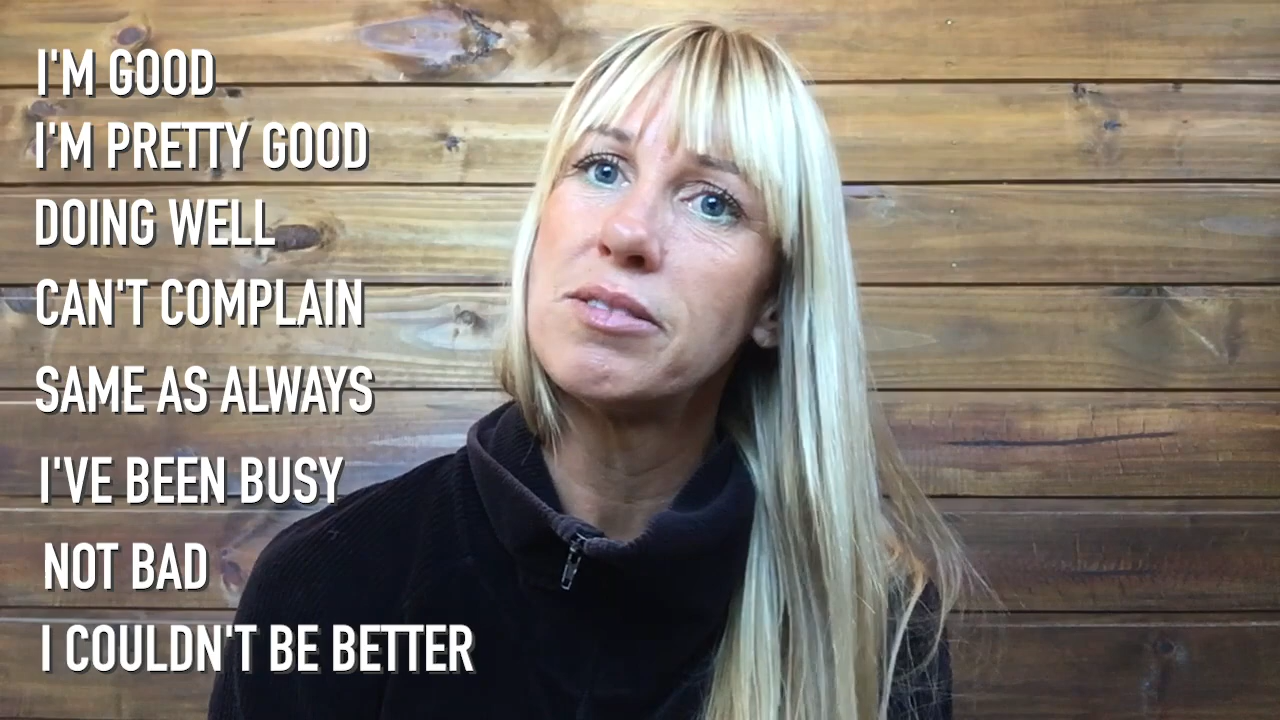 I'M GOOD
I'M PRETTY GOOD
DOING WELL
CAN'T COMPLAIN
SAME AS ALWAYS
I'VE BEEN BUSY
NOT BAD
I COULDN'T BE BETTER